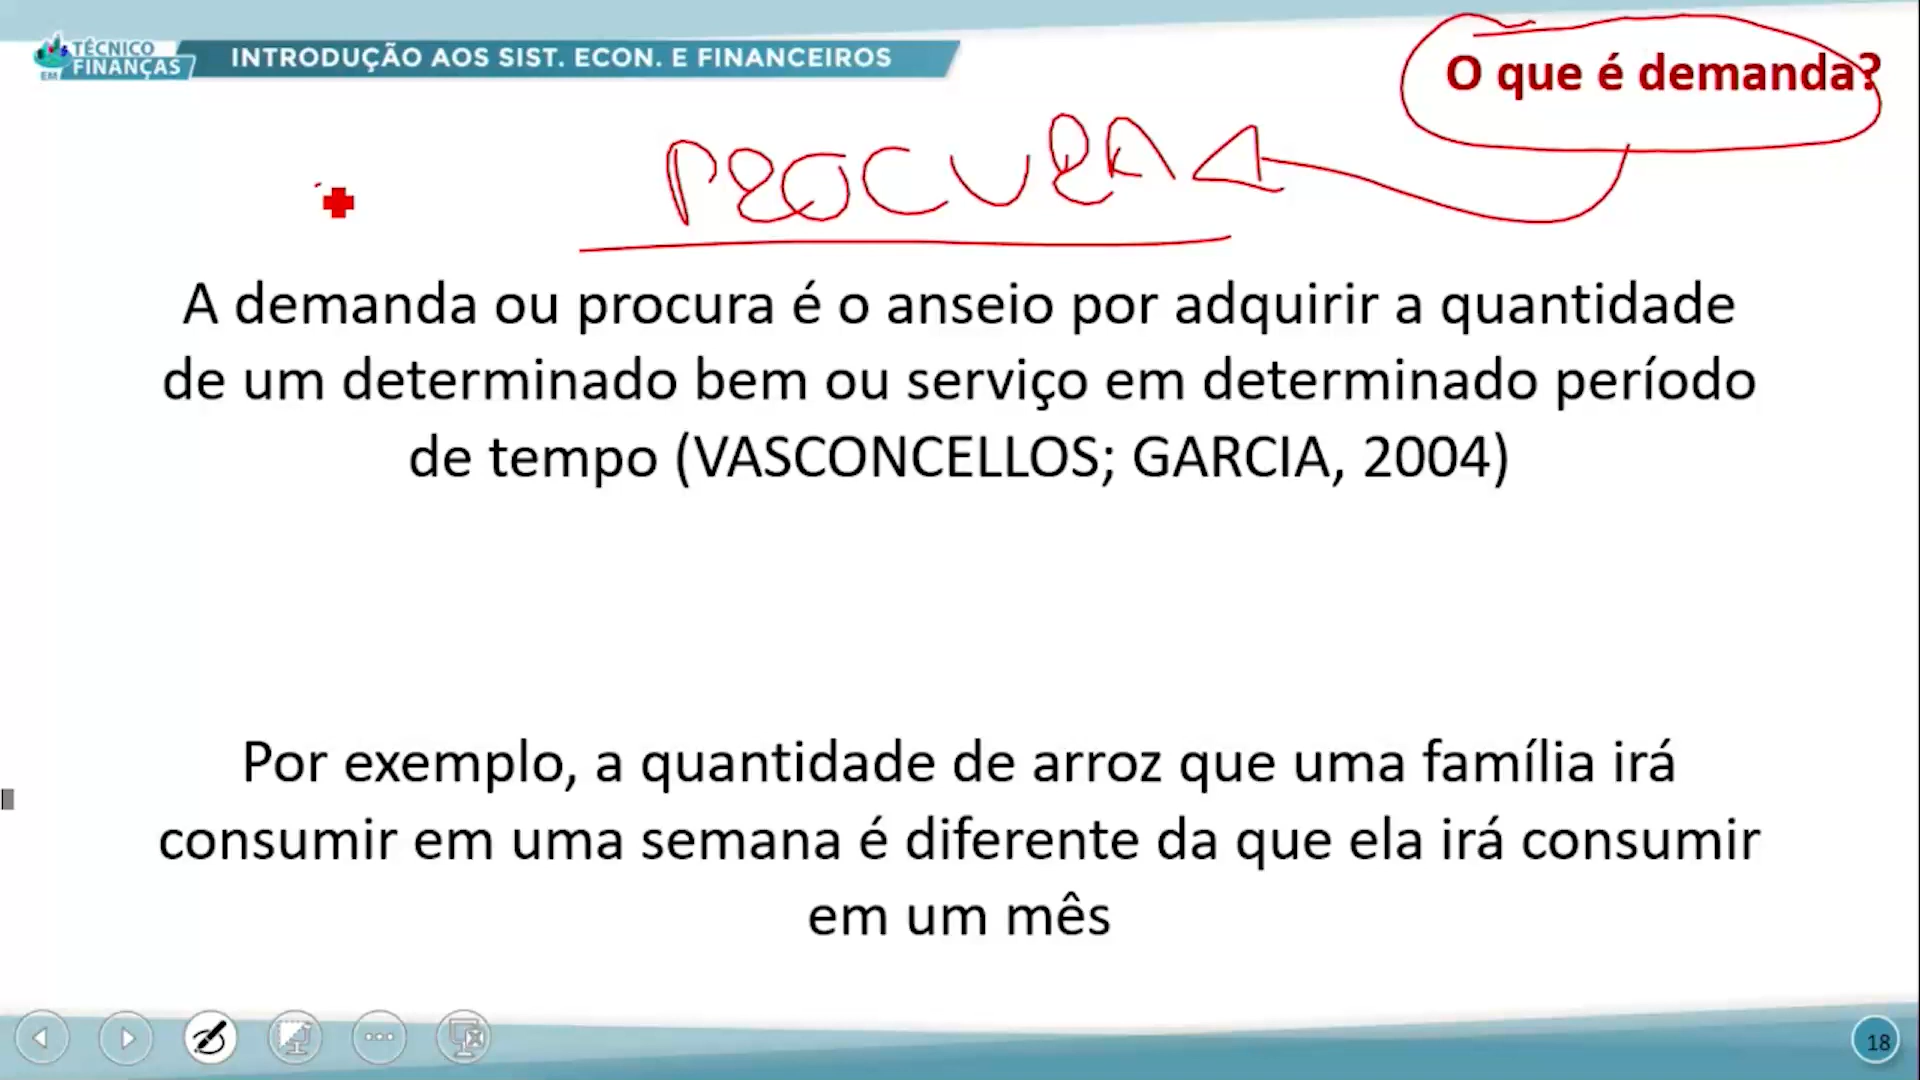 TÉCNICO
EM FINANÇAS
INTRODUÇÃO AOS SIST. ECON. E FINANCEIROS
O que é demanda?
PROCURA
A demanda ou procura é o anseio por adquirir a quantidade
de um determinado bem ou serviço em determinado período
de tempo (VASCONCELLOS; GARCIA, 2004)
Por exemplo, a quantidade de arroz que uma família irá
consumir em uma semana é diferente da que ela irá consumir
em um mês
18